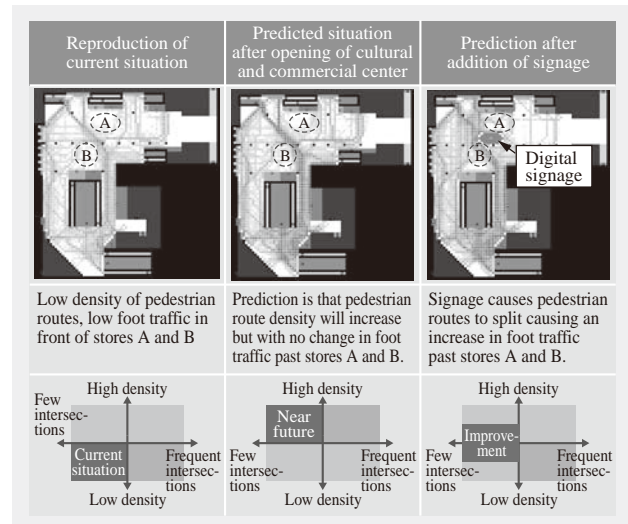 Reproduction of
current situation
Predicted situation
after opening of cultural
and commercial center
Prediction after
addition of signage
A
B
A
B
A
B
Digital
signage
Low density of pedestrian
routes, low foot traffic in
front of stores A and B
Prediction is that pedestrian
route density will increase
but with no change in foot
traffic past stores A and B.
Signage causes pedestrian
routes to split causing an
increase in foot traffic
past stores A and B.
High density
Few
intersec-
tions
Current
situation
Frequent
intersec-
tions
Low density
High density
Near
future
Few
intersec-
tions
Frequent
intersec-
tions
Low density
High density
Improve-
ment
Few
intersec-
tions
Frequent
intersec-
tions
Low density